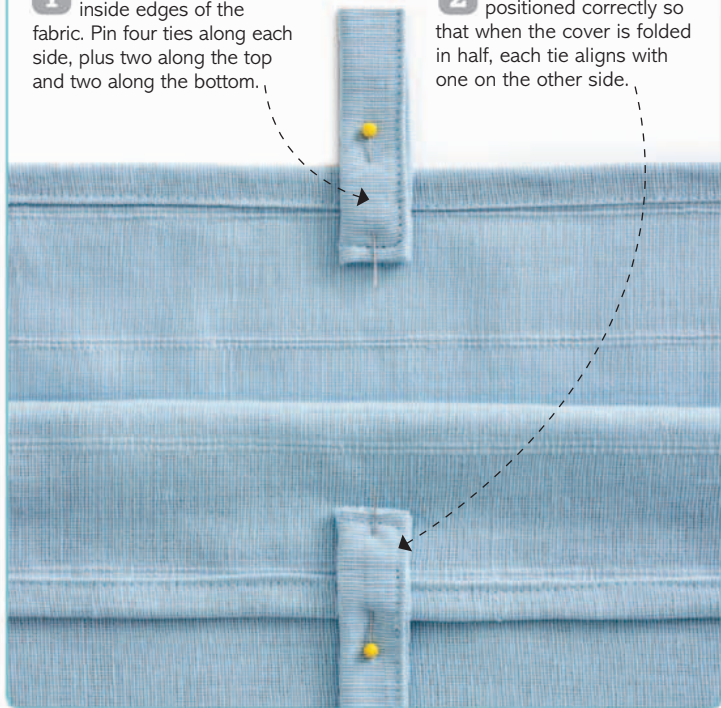 1 inside edges of the
fabric. Pin four ties along each
side, plus two along the top
and two along the bottom.
2 positioned correctly so
that when the cover is folded
in half, each tie aligns with
one on the other side.